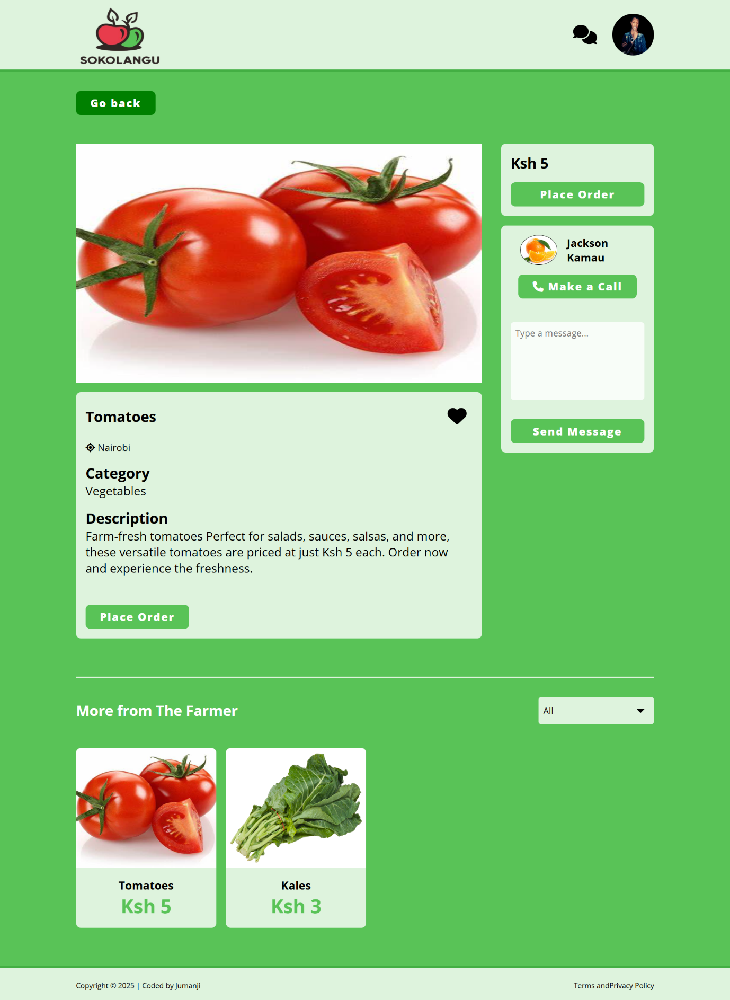 SOKOLANGU
Go back
Ksh 5
Place Order
Jackson
Kamau
Make a Call
Type a message...
Send Message
Tomatoes
Nairobi
Category
Vegetables
Description
Farm-fresh tomatoes Perfect for salads, sauces, salsas, and more,
these versatile tomatoes are priced at just Ksh 5 each. Order now
and experience the freshness.
Place Order
More from The Farmer
All
Tomatoes
Ksh 5
Kales
Ksh 3
Copyright © 2025 | Coded by Jumanji
Terms andPrivacy Policy